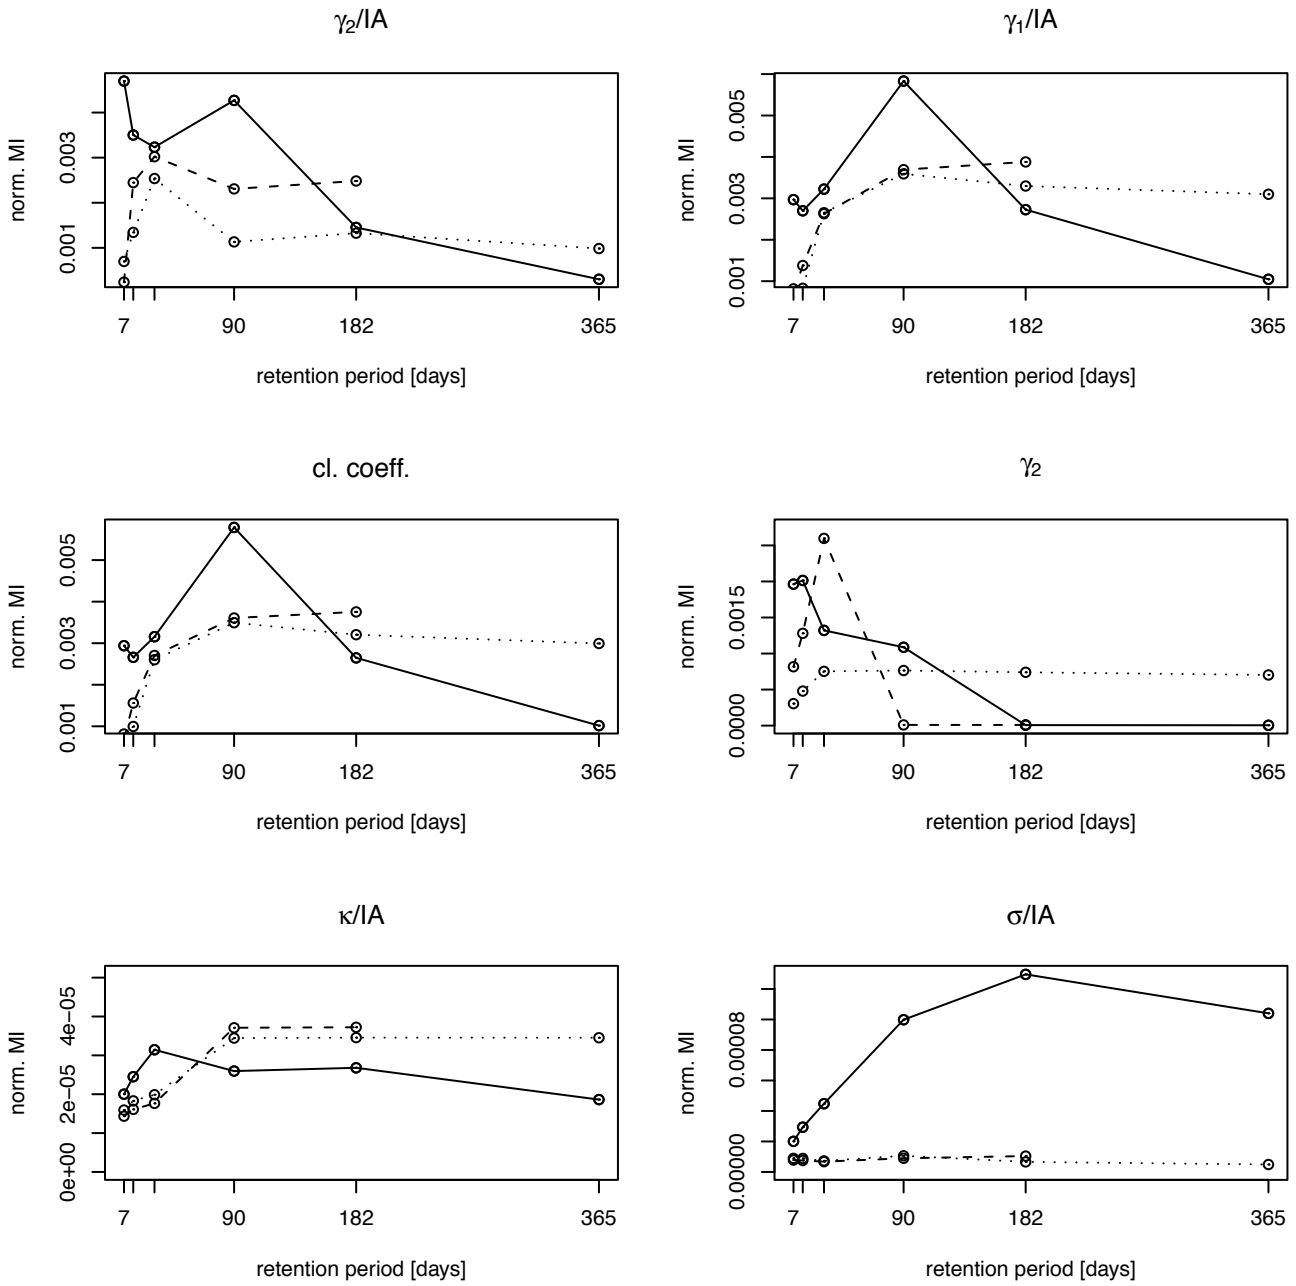 γ₂/IA
norm. MI
0.003
0.001
7 90 182 365
retention period [days]
γ₁/IA
norm. MI
0.005
0.003
0.001
7 90 182 365
retention period [days]
cl. coeff.
norm. MI
0.005
0.003
0.001
7 90 182 365
retention period [days]
γ₂
norm. MI
0.0015
0.0000
7 90 182 365
retention period [days]
κ/IA
norm. MI
4e-05
2e-05
0e+00
7 90 182 365
retention period [days]
σ/IA
norm. MI
0.00008
0.00000
7 90 182 365
retention period [days]